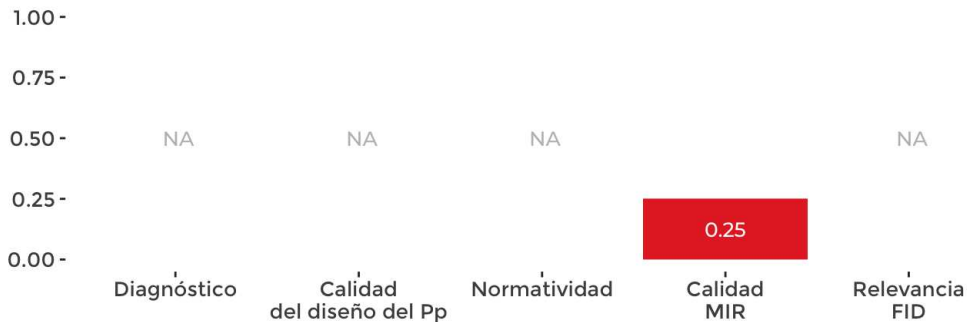 1.00
0.75
0.50
0.25
0.00
NA
NA
NA
0.25
NA
Diagnóstico
Calidad
del diseño del Pp
Normatividad
Calidad
MIR
Relevancia
FID